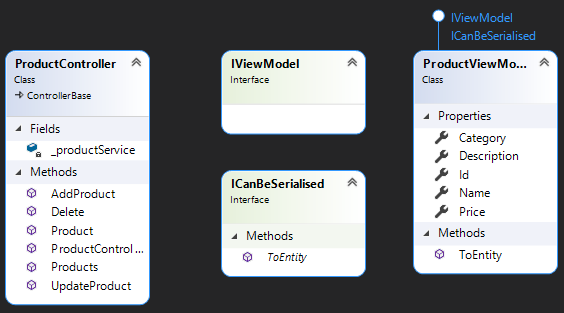 ProductController
Class
ControllerBase
Fields
_productService
Methods
AddProduct
Delete
Product
ProductControl ...
Products
UpdateProduct
IViewModel
Interface
ICanBeSerialised
Interface
Methods
ToEntity
IViewModel
ICanBeSerialised
ProductViewMo...
Class
Properties
Category
Description
Id
Name
Price
Methods
ToEntity